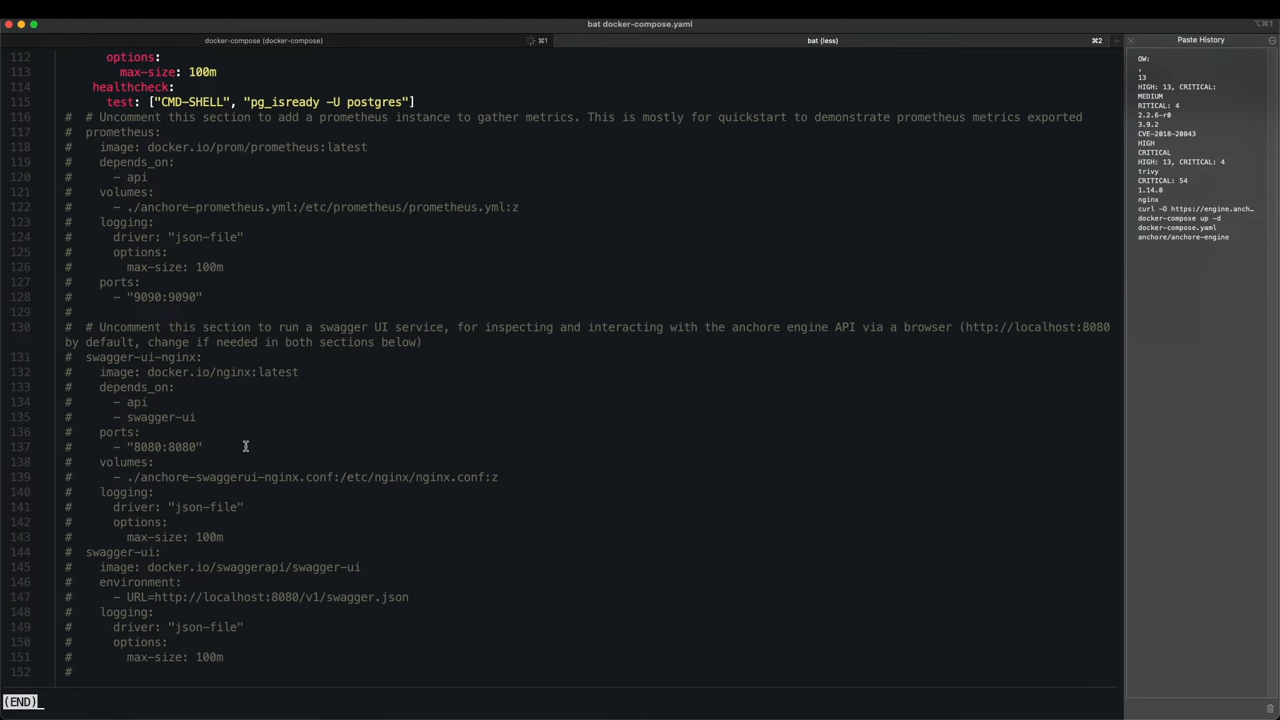 bat docker-compose.yaml
⌥⌘1
docker-compose (docker-compose) ⌘1 bat (less) ⌘2 + Paste History
112 options:
113 max-size: 100m
114 healthcheck:
115 test: ["CMD-SHELL", "pg_isready -U postgres"]
116 # # Uncomment this section to add a prometheus instance to gather metrics. This is mostly for quickstart to demonstrate prometheus metrics exported
117 # prometheus:
118 # image: docker.io/prom/prometheus:latest
119 # depends_on:
120 # - api
121 # volumes:
122 # - ./anchore-prometheus.yml:/etc/prometheus/prometheus.yml:z
123 # logging:
124 # driver: "json-file"
125 # options:
126 # max-size: 100m
127 # ports:
128 # - "9090:9090"
129 #
130 # # Uncomment this section to run a swagger UI service, for inspecting and interacting with the anchore engine API via a browser (http://localhost:8080
by default, change if needed in both sections below)
131 # swagger-ui-nginx:
132 # image: docker.io/nginx:latest
133 # depends_on:
134 # - api
135 # - swagger-ui
136 # ports:
137 # - "8080:8080"
138 # volumes:
139 # - ./anchore-swaggerui-nginx.conf:/etc/nginx/nginx.conf:z
140 # logging:
141 # driver: "json-file"
142 # options:
143 # max-size: 100m
144 # swagger-ui:
145 # image: docker.io/swaggerapi/swagger-ui
146 # environment:
147 # - URL=http://localhost:8080/v1/swagger.json
148 # logging:
149 # driver: "json-file"
150 # options:
151 # max-size: 100m
152 #
(END)
OW:
,
13
HIGH: 13, CRITICAL:
MEDIUM
RITICAL: 4
2.2.6-r0
3.9.2
CVE-2018-20843
HIGH
CRITICAL
HIGH: 13, CRITICAL: 4
trivy
CRITICAL: 54
1.14.0
nginx
curl -O https://engine.anch…
docker-compose up -d
docker-compose.yaml
anchore/anchore-engine